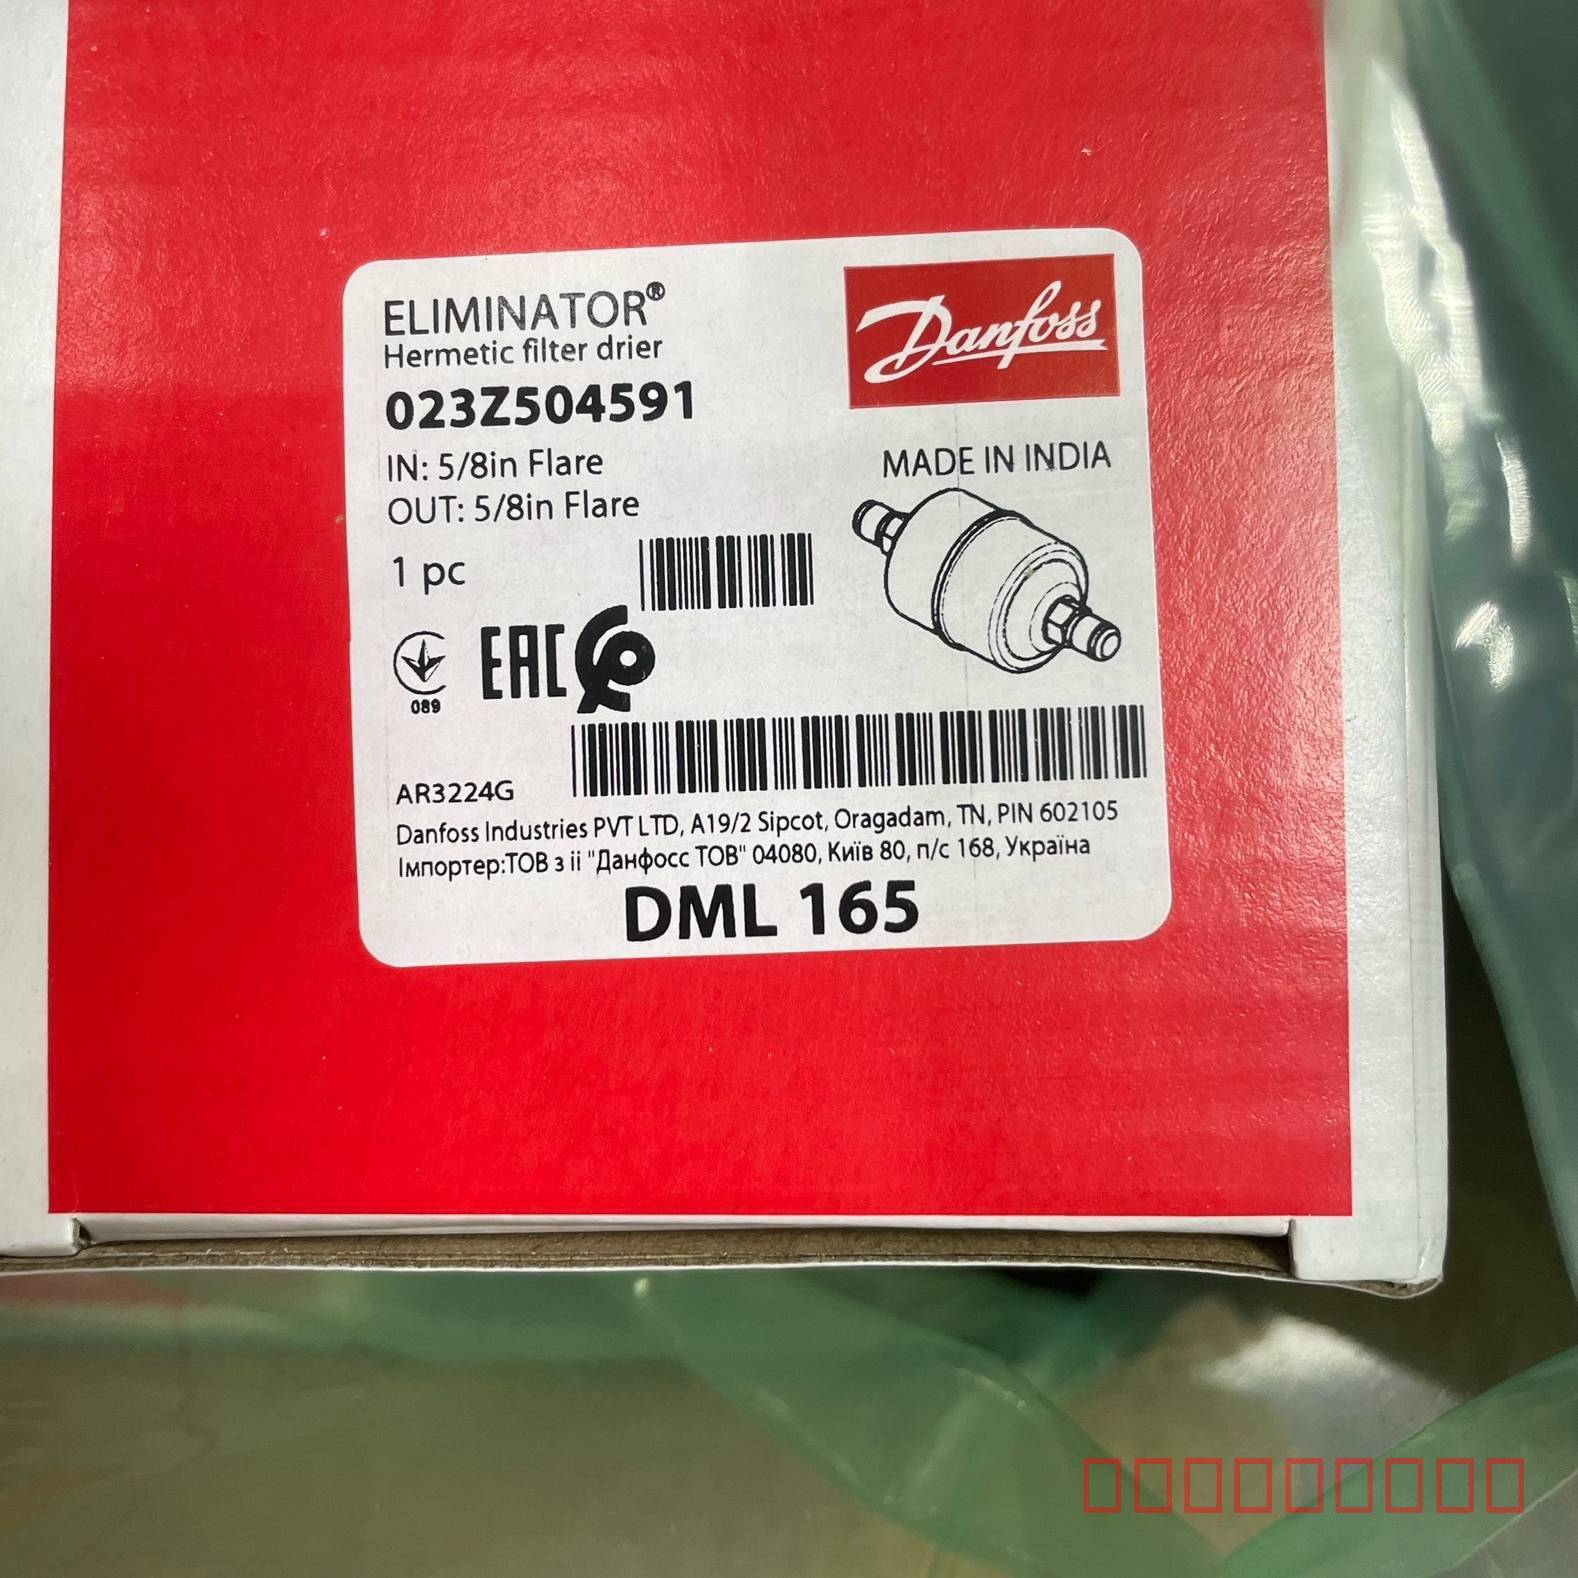 ELIMINATOR®
Hermetic filter drier
Danfoss
023Z504591
IN: 5/8in Flare
OUT: 5/8in Flare
MADE IN INDIA
1 pc
089
EAC
AR3224G
Danfoss Industries PVT LTD, A19/2 Sipcot, Oragadam, TN, PIN 602105
Імпортер:ТОВ з іі "Данфосс ТОВ" 04080, Київ 80, п/с 168, Україна
DML 165